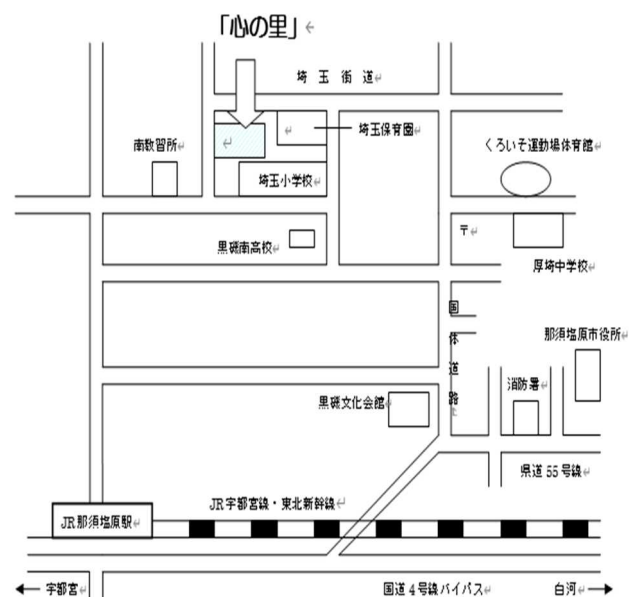 「心の里」
埼玉街道
埼玉保育園
南教習所
くろいそ運動場体育館
埼玉小学校
黒磯南高校
〒
厚埼中学校
国体道路
那須塩原市役所
消防署
黒磯文化会館
県道55号線
JR宇都宮線・東北新幹線
JR那須塩原駅
宇都宮
国道4号線バイパス
白河